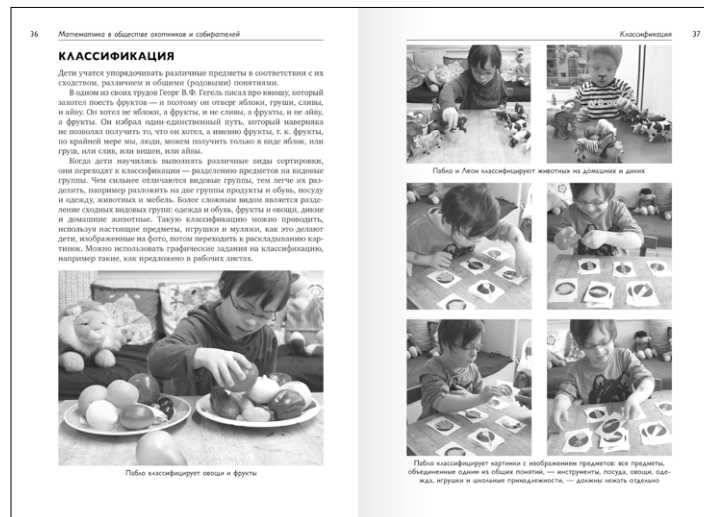 36
Математика в обществе охотников и собирателей
КЛАССИФИКАЦИЯ
Дети учатся упорядочивать различные предметы в соответствии с их
сходством, различием и общими (родовыми) понятиями.
В одном из своих трудов Георг В.Ф. Гегель писал про юношу, который
захотел поесть фруктов — и поэтому он отверг яблоки, груши, сливы,
и айву. Он хотел не яблоки, а фрукты, и не сливы, а фрукты, и не айву,
а фрукты. Он избрал один-единственный путь, который наверняка
не позволял получить то, что он хотел, а именно фрукты, т. к. фрукты,
по крайней мере мы, люди, можем получить только в виде яблок, или
груш, или слив, или вишен, или айвы.
Когда дети научились выполнять различные виды сортировки,
они переходят к классификации — разделению предметов на видовые
группы. Чем сильнее отличаются видовые группы, тем легче их раз-
делить, например разложить на две группы продукты и обувь, посуду
и одежду, животных и мебель. Более сложным видом является разде-
ление сходных видовых групп: одежда и обувь, фрукты и овощи, дикие
и домашние животные. Такую классификацию можно проводить,
используя настоящие предметы, игрушки и муляжи, как это делают
дети, изображенные на фото, потом переходить к раскладыванию кар-
тинок. Можно использовать графические задания на классификацию,
например такие, как предложено в рабочих листах.
Пабло классифицирует овощи и фрукты
Классификация
37
Пабло и Леон классифицируют животных на домашних и диких
Пабло классифицирует картинки с изображением предметов: все предметы,
объединенные одним из общих понятий, — инструменты, посуда, овощи, оде-
жда, игрушки и школьные принадлежности, — должны лежать отдельно